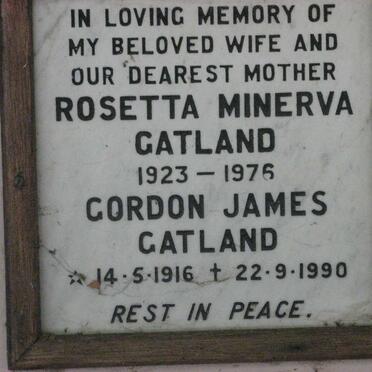 IN LOVING MEMORY OF
MY BELOVED WIFE AND
OUR DEAREST MOTHER
ROSETTA MINERVA
GATLAND
1923 — 1976
GORDON JAMES
GATLAND
☆ 14·5·1916 † 22·9·1990
REST IN PEACE.